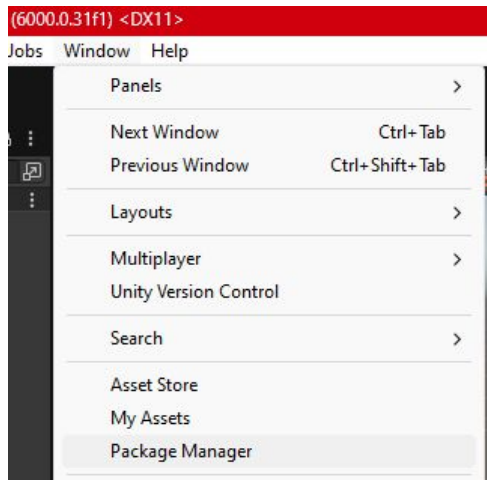 (6000.0.31f1) <DX11>
Jobs Window Help
Panels
Next Window Ctrl+Tab
Previous Window Ctrl+Shift+Tab
Layouts
Multiplayer
Unity Version Control
Search
Asset Store
My Assets
Package Manager